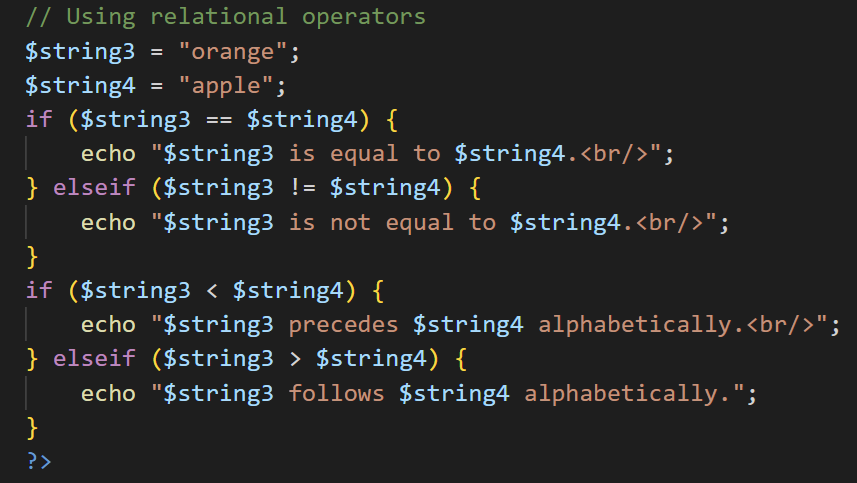 // Using relational operators
$string3 = "orange";
$string4 = "apple";
if ($string3 == $string4) {
    echo "$string3 is equal to $string4.<br/>";
} elseif ($string3 != $string4) {
    echo "$string3 is not equal to $string4.<br/>";
}
if ($string3 < $string4) {
    echo "$string3 precedes $string4 alphabetically.<br/>";
} elseif ($string3 > $string4) {
    echo "$string3 follows $string4 alphabetically.";
}
?>